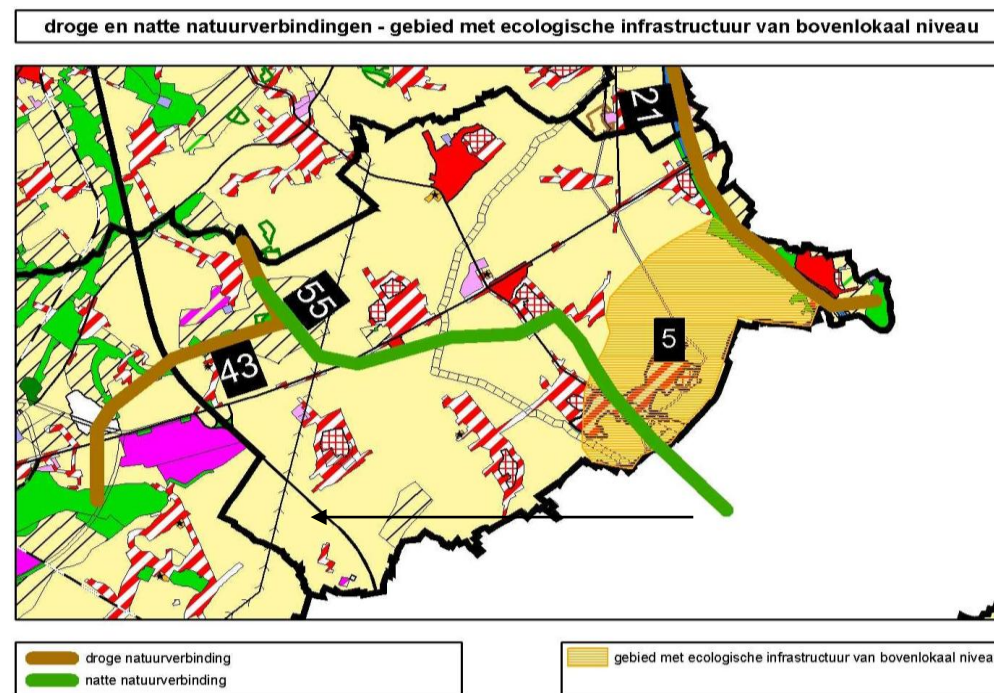 droge en natte natuurverbindingen - gebied met ecologische infrastructuur van bovenlokaal niveau
21
55
5
43
droge natuurverbinding
natte natuurverbinding
gebied met ecologische infrastructuur van bovenlokaal nivea